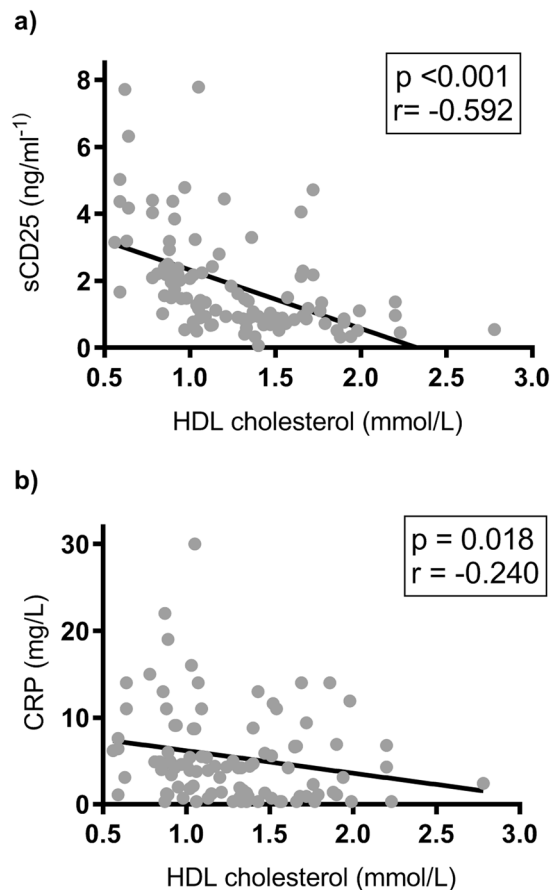 a)
p <0.001
r= -0.592
sCD25 (ng/ml⁻¹)
8
6
4
2
0
0.5 1.0 1.5 2.0 2.5 3.0
HDL cholesterol (mmol/L)
b)
p = 0.018
r = -0.240
CRP (mg/L)
30
20
10
0
0.5 1.0 1.5 2.0 2.5 3.0
HDL cholesterol (mmol/L)